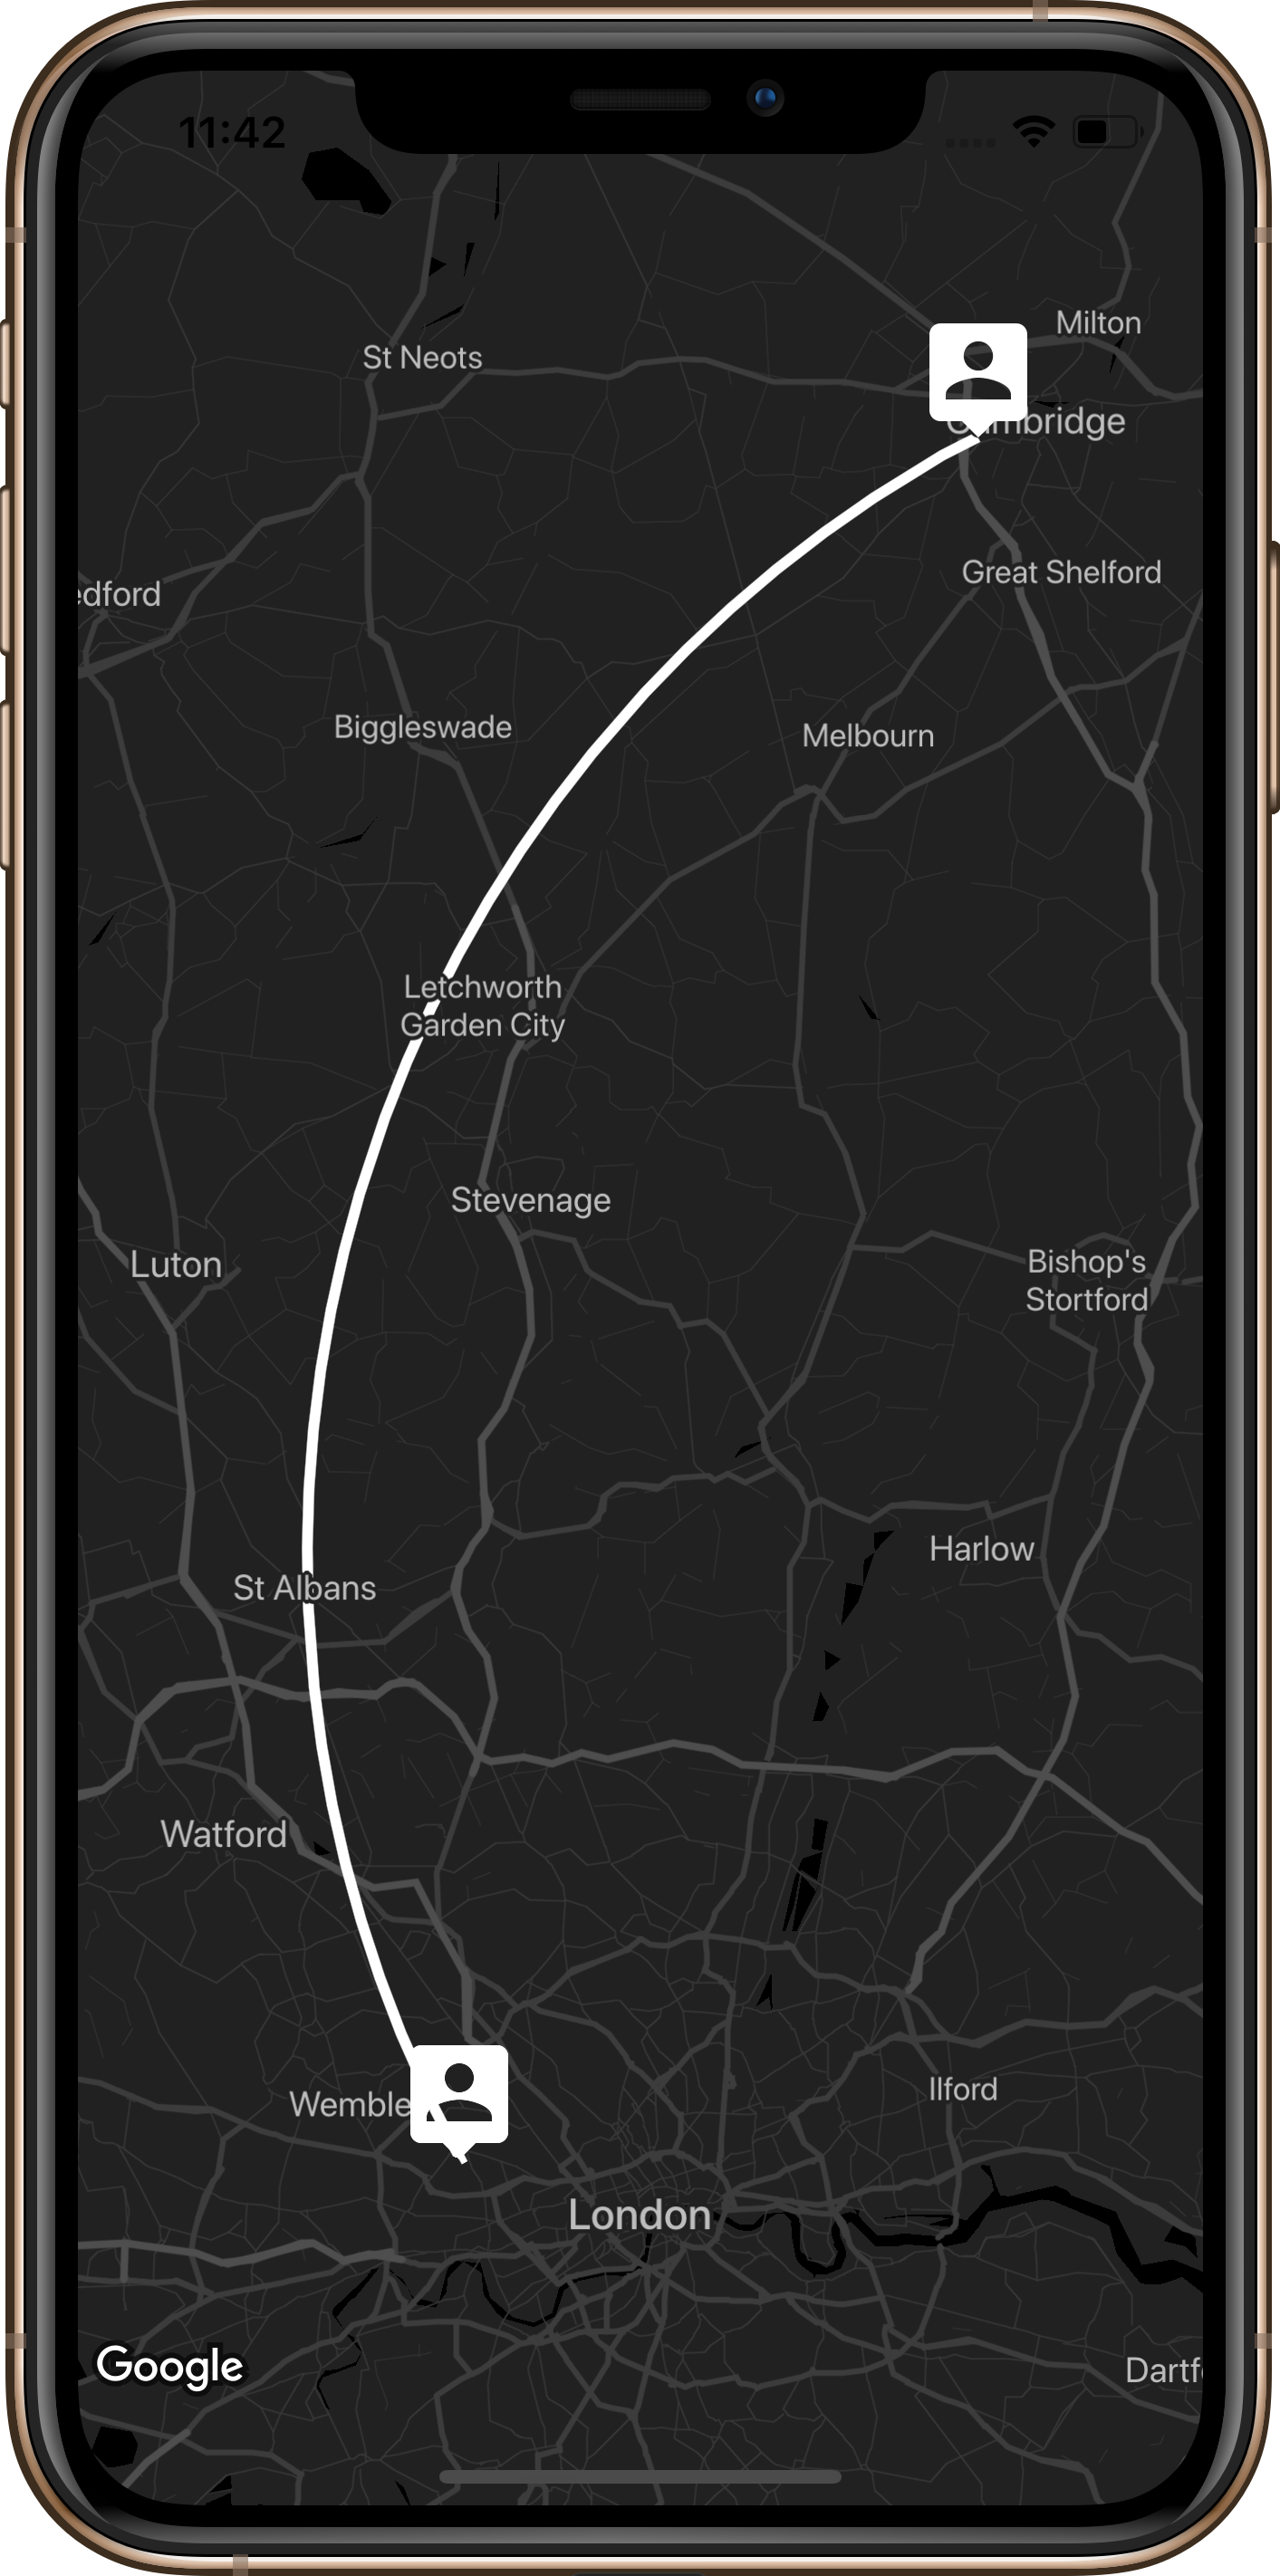 11:42
Milton
St Neots
Cambridge
Great Shelford
edford
Biggleswade
Melbourn
Letchworth
Garden City
Stevenage
Luton
Bishop's
Stortford
Harlow
St Albans
Watford
Ilford
Wemble
London
Google
Dartf